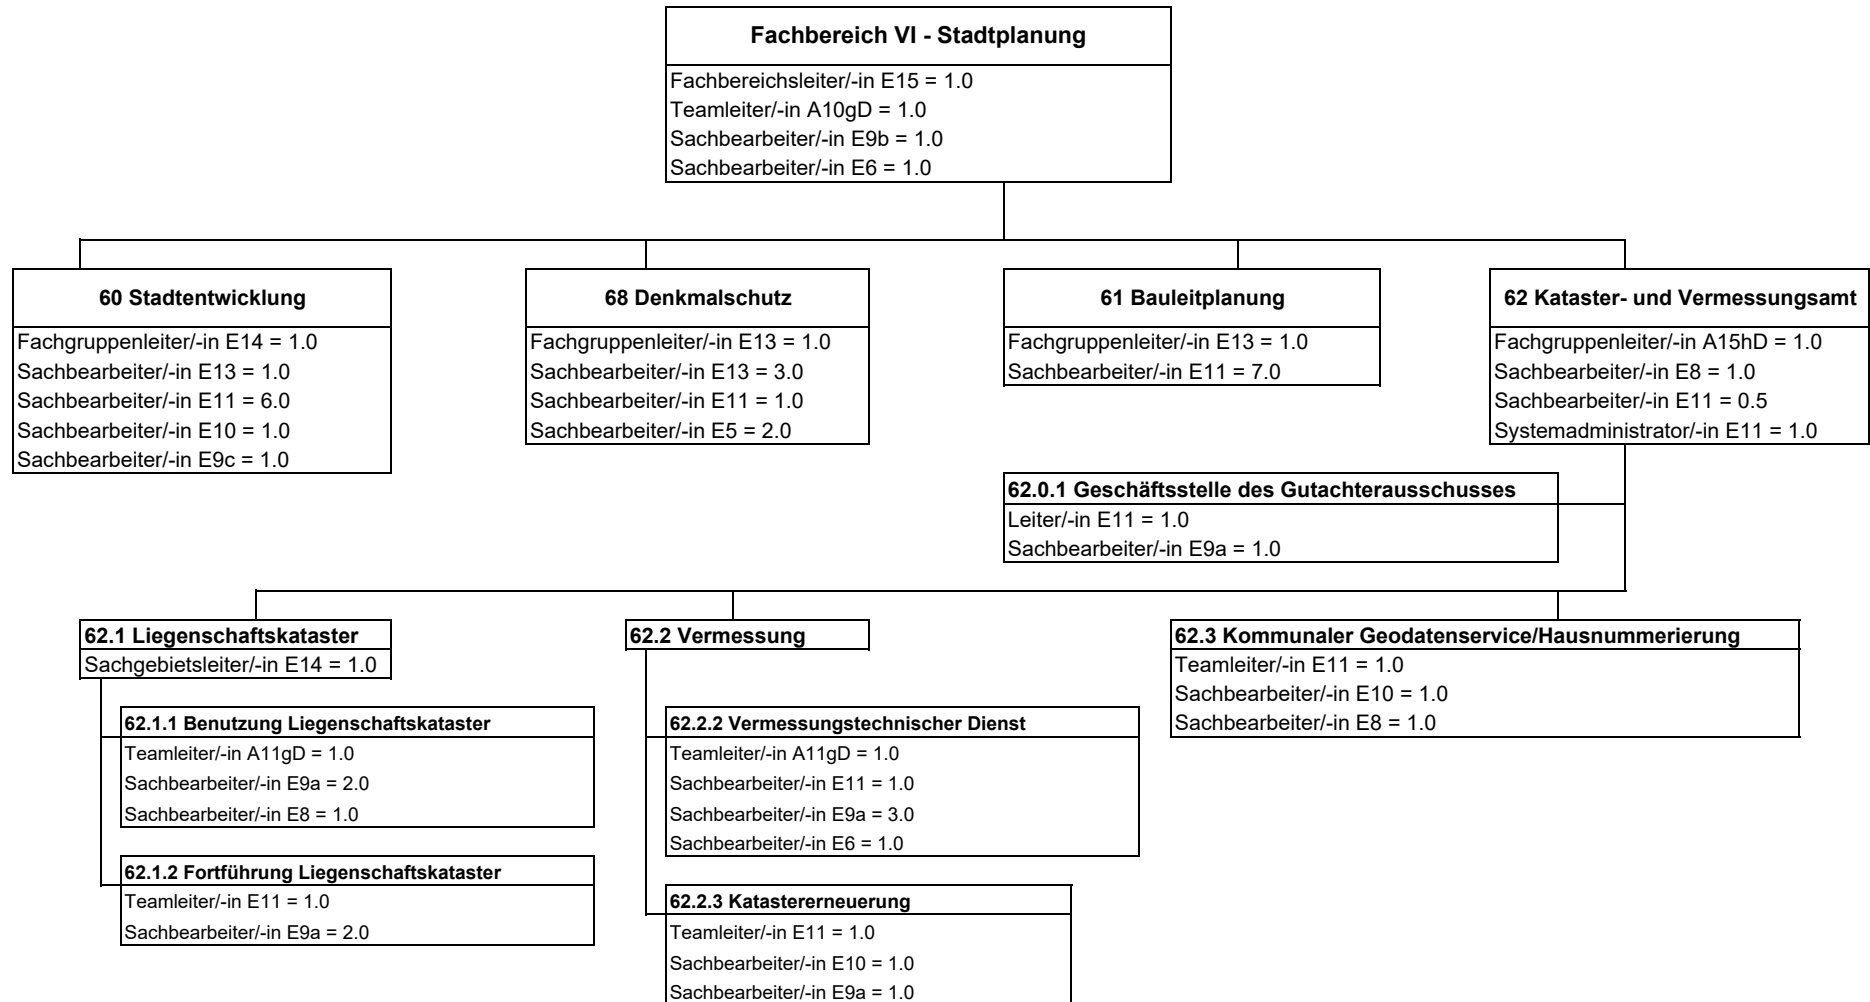 Fachbereich VI - Stadtplanung
Fachbereichsleiter/-in E15 = 1.0
Teamleiter/-in A10gD = 1.0
Sachbearbeiter/-in E9b = 1.0
Sachbearbeiter/-in E6 = 1.0
60 Stadtentwicklung
Fachgruppenleiter/-in E14 = 1.0
Sachbearbeiter/-in E13 = 1.0
Sachbearbeiter/-in E11 = 6.0
Sachbearbeiter/-in E10 = 1.0
Sachbearbeiter/-in E9c = 1.0
68 Denkmalschutz
Fachgruppenleiter/-in E13 = 1.0
Sachbearbeiter/-in E13 = 3.0
Sachbearbeiter/-in E11 = 1.0
Sachbearbeiter/-in E5 = 2.0
61 Bauleitplanung
Fachgruppenleiter/-in E13 = 1.0
Sachbearbeiter/-in E11 = 7.0
62 Kataster- und Vermessungsamt
Fachgruppenleiter/-in A15hD = 1.0
Sachbearbeiter/-in E8 = 1.0
Sachbearbeiter/-in E11 = 0.5
Systemadministrator/-in E11 = 1.0
62.0.1 Geschäftsstelle des Gutachterausschusses
Leiter/-in E11 = 1.0
Sachbearbeiter/-in E9a = 1.0
62.1 Liegenschaftskataster
Sachgebietsleiter/-in E14 = 1.0
62.1.1 Benutzung Liegenschaftskataster
Teamleiter/-in A11gD = 1.0
Sachbearbeiter/-in E9a = 2.0
Sachbearbeiter/-in E8 = 1.0
62.1.2 Fortführung Liegenschaftskataster
Teamleiter/-in E11 = 1.0
Sachbearbeiter/-in E9a = 2.0
62.2 Vermessung
62.2.2 Vermessungstechnischer Dienst
Teamleiter/-in A11gD = 1.0
Sachbearbeiter/-in E11 = 1.0
Sachbearbeiter/-in E9a = 3.0
Sachbearbeiter/-in E6 = 1.0
62.2.3 Katastererneuerung
Teamleiter/-in E11 = 1.0
Sachbearbeiter/-in E10 = 1.0
Sachbearbeiter/-in E9a = 1.0
62.3 Kommunaler Geodatenservice/Hausnummerierung
Teamleiter/-in E11 = 1.0
Sachbearbeiter/-in E10 = 1.0
Sachbearbeiter/-in E8 = 1.0